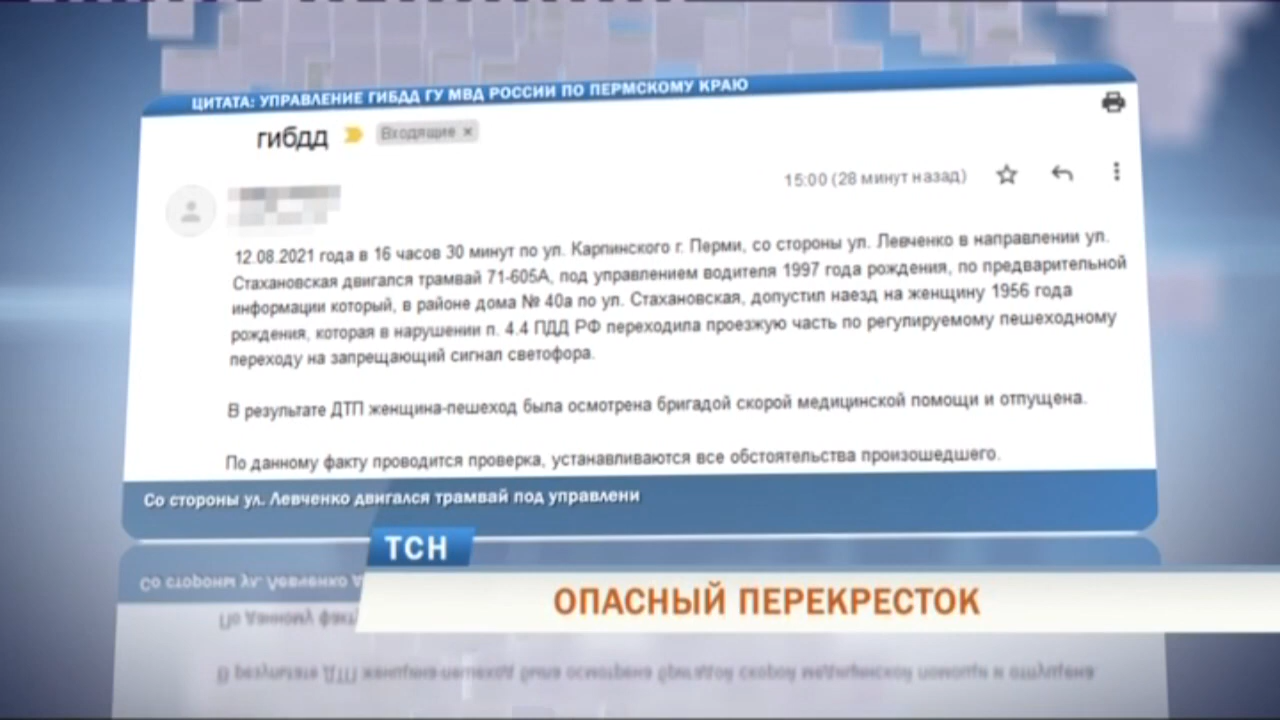 ЦИТАТА: УПРАВЛЕНИЕ ГИБДД ГУ МВД РОССИИ ПО ПЕРМСКОМУ КРАЮ
гибдд
Входящие ×
15:00 (28 минут назад)
12.08.2021 года в 16 часов 30 минут по ул. Карпинского г. Перми, со стороны ул. Левченко в направлении ул.
Стахановская двигался трамвай 71-605А, под управлением водителя 1997 года рождения, по предварительной
информации который, в районе дома № 40а по ул. Стахановская, допустил наезд на женщину 1956 года
рождения, которая в нарушении п. 4.4 ПДД РФ переходила проезжую часть по регулируемому пешеходному
переходу на запрещающий сигнал светофора.
В результате ДТП женщина-пешеход была осмотрена бригадой скорой медицинской помощи и отпущена.
По данному факту проводится проверка, устанавливаются все обстоятельства произошедшего.
Со стороны ул. Левченко двигался трамвай под управлени
ТСН
ОПАСНЫЙ ПЕРЕКРЕСТОК